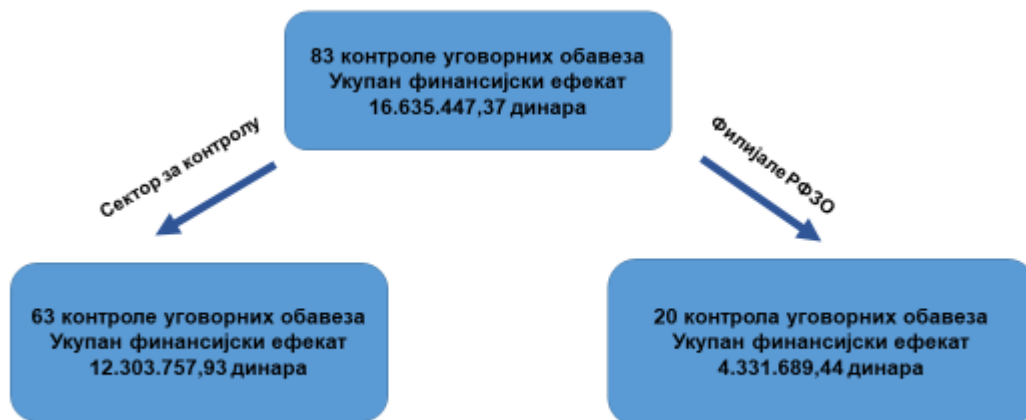 83 контроле уговорних обавеза
Укупан финансијски ефекат
16.635.447,37 динара
Сектор за контролу
Филијале РФЗО
63 контроле уговорних обавеза
Укупан финансијски ефекат
12.303.757,93 динара
20 контрола уговорних обавеза
Укупан финансијски ефекат
4.331.689,44 динара